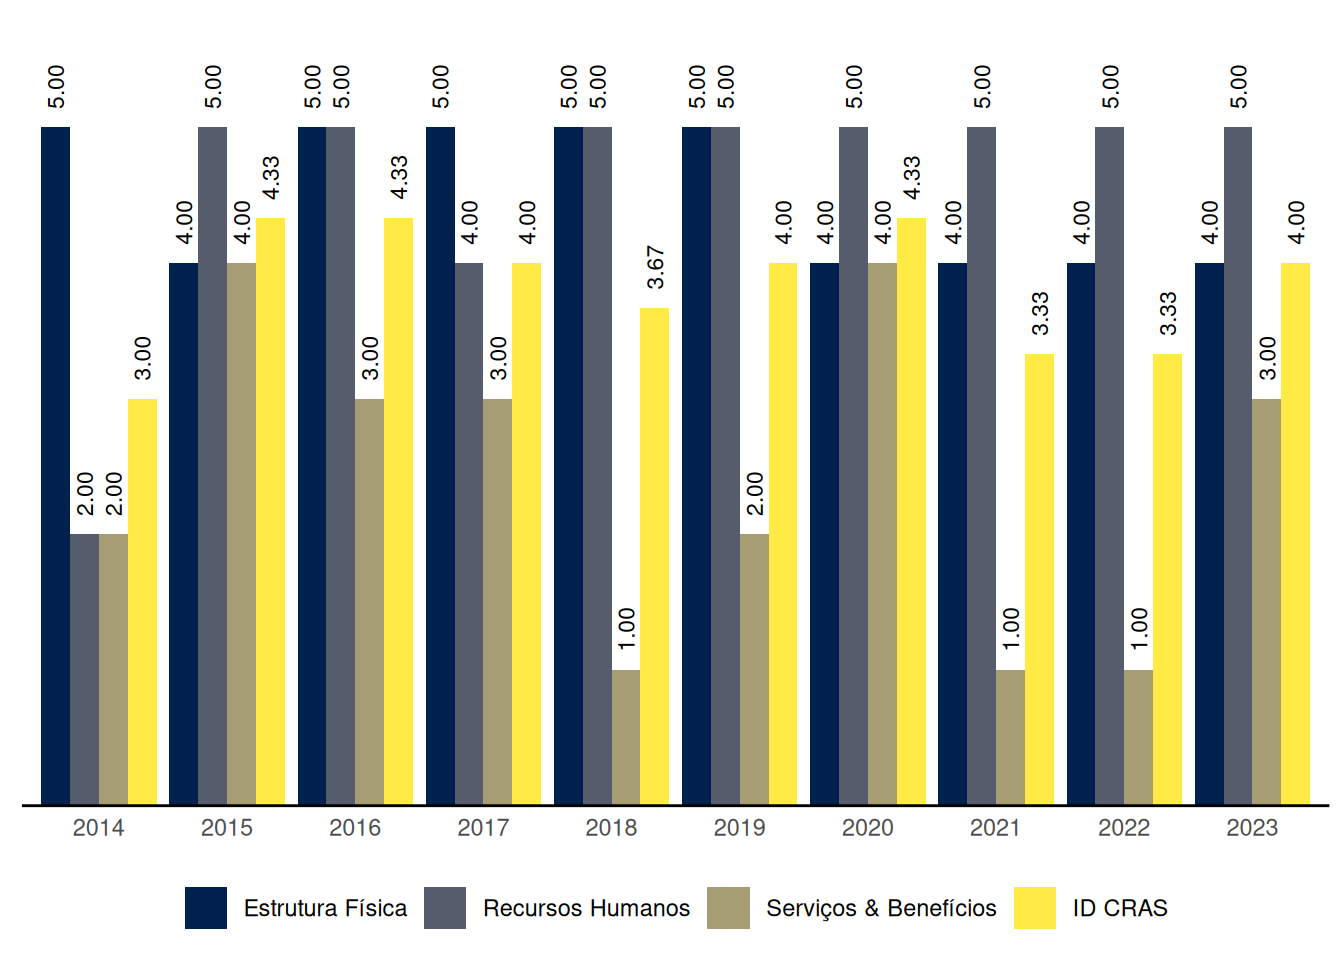 5.00 2.00 2.00 3.00
4.00 5.00 4.00 4.33
5.00 5.00 3.00 4.33
5.00 4.00 3.00 4.00
5.00 5.00 1.00 3.67
5.00 5.00 2.00 4.00
4.00 5.00 4.00 4.33
4.00 5.00 1.00 3.33
4.00 5.00 1.00 3.33
4.00 5.00 3.00 4.00
2014 2015 2016 2017 2018 2019 2020 2021 2022 2023
Estrutura Física Recursos Humanos Serviços & Benefícios ID CRAS